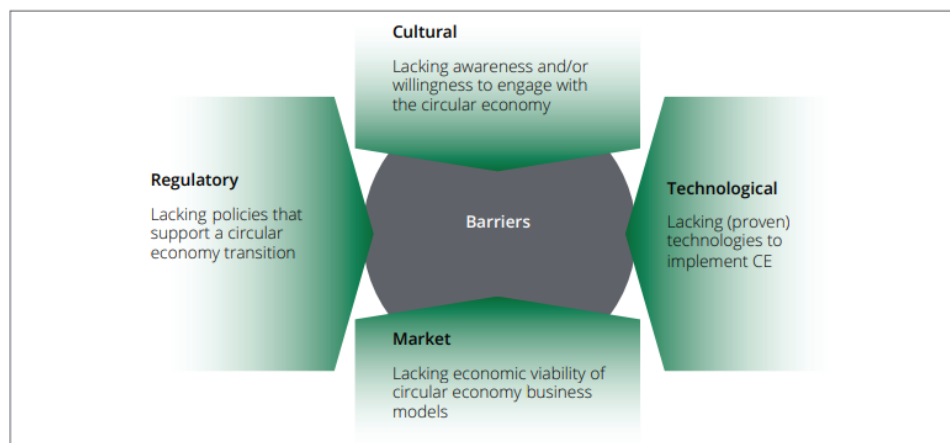 Cultural
Lacking awareness and/or
willingness to engage with
the circular economy
Regulatory
Lacking policies that
support a circular
economy transition
Barriers
Technological
Lacking (proven)
technologies to
implement CE
Market
Lacking economic viability of
circular economy business
models